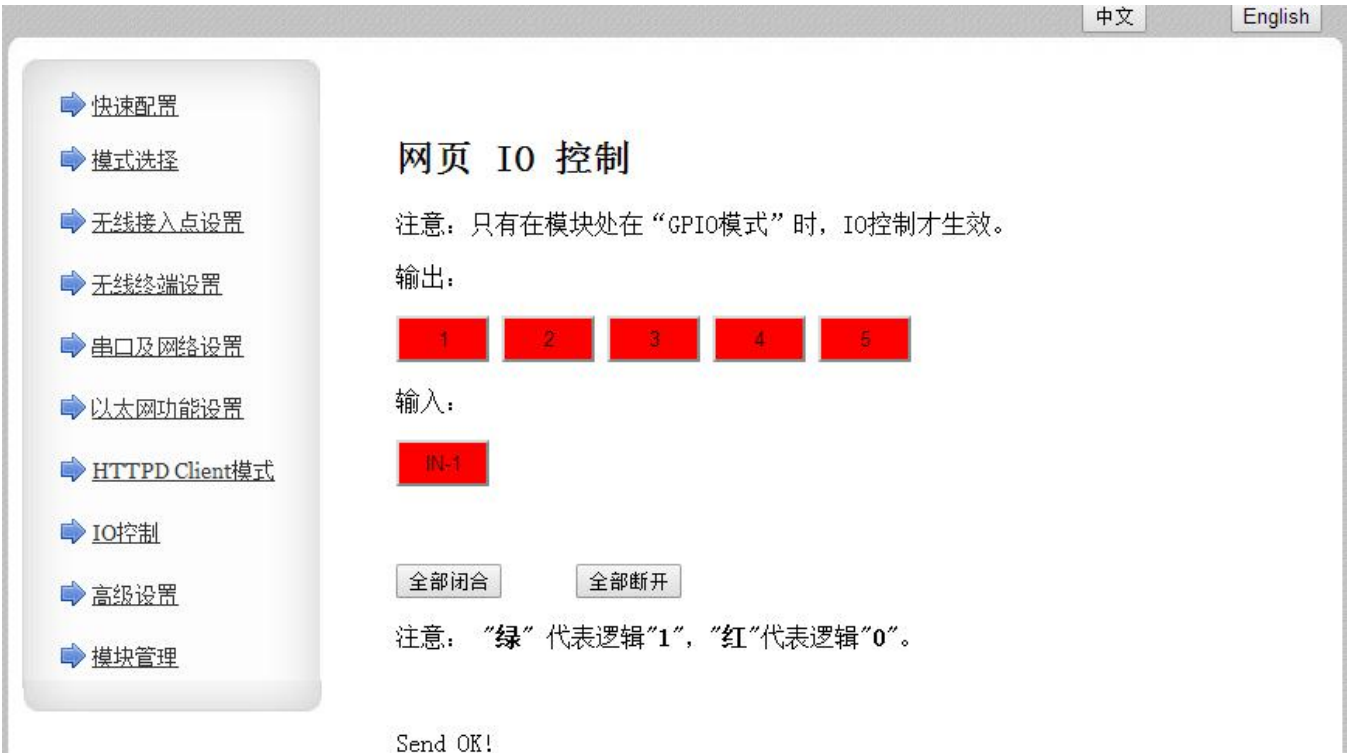 中文 English
快速配置
模式选择
无线接入点设置
无线终端设置
串口及网络设置
以太网功能设置
HTTPD Client模式
IO控制
高级设置
模块管理
网页 IO 控制
注意：只有在模块处在“GPIO模式”时，IO控制才生效。
输出：
1 2 3 4 5
输入：
IN-1
全部闭合 全部断开
注意： "绿" 代表逻辑"1"，"红"代表逻辑"0"。
Send OK!